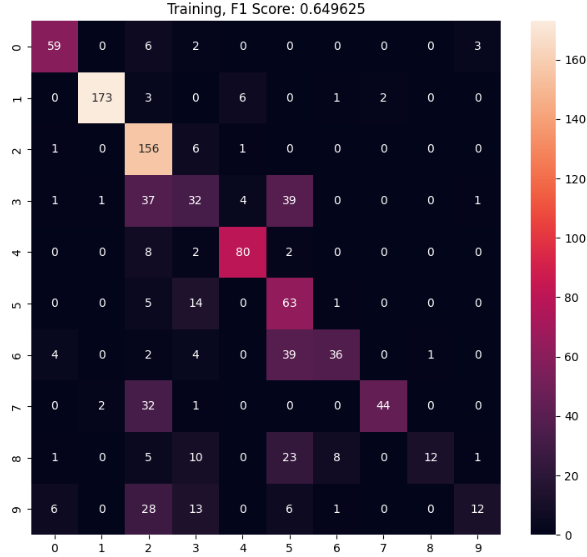 Training, F1 Score: 0.649625
0 59 0 6 2 0 0 0 0 0 3
1 0 173 3 0 6 0 1 2 0 0
2 1 0 156 6 1 0 0 0 0 0
3 1 1 37 32 4 39 0 0 0 1
4 0 0 8 2 80 2 0 0 0 0
5 0 0 5 14 0 63 1 0 0 0
6 4 0 2 4 0 39 36 0 1 0
7 0 2 32 1 0 0 0 44 0 0
8 1 0 5 10 0 23 8 0 12 1
9 6 0 28 13 0 6 1 0 0 12
0 1 2 3 4 5 6 7 8 9
160
140
120
100
80
60
40
20
0